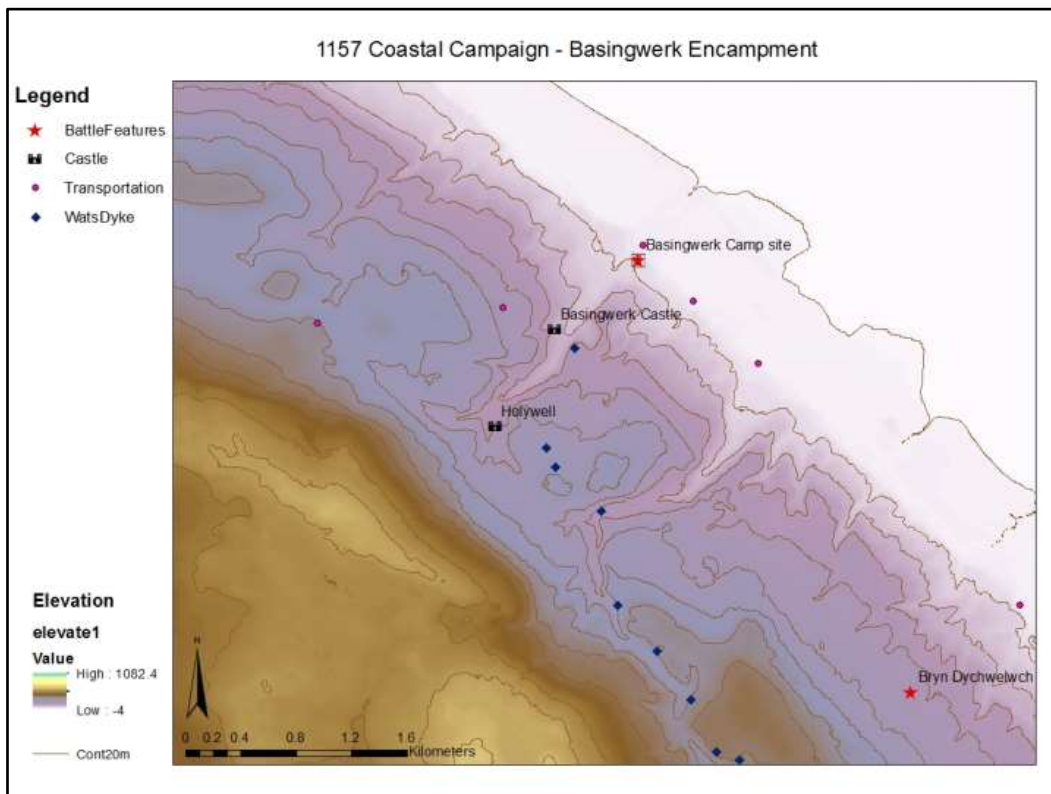 1157 Coastal Campaign - Basingwerk Encampment
Legend
BattleFeatures
Castle
Transportation
WatsDyke
Basingwerk Camp site
Basingwerk Castle
Holywell
Bryn Dychwelwch
Elevation
elevate1
Value
High : 1082.4
Low : -4
Cont20m
N
0 0.2 0.4 0.8 1.2 1.6
Kilometers